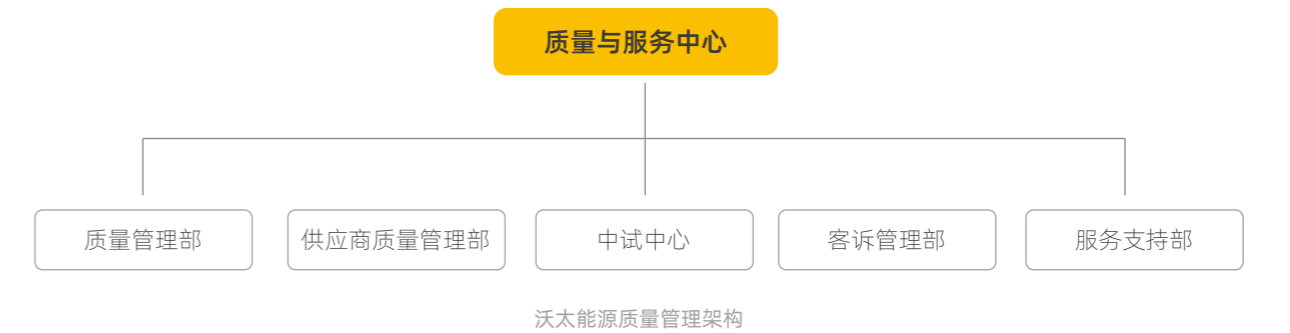 质量与服务中心
质量管理部
供应商质量管理部
中试中心
客诉管理部
服务支持部
沃太能源质量管理架构